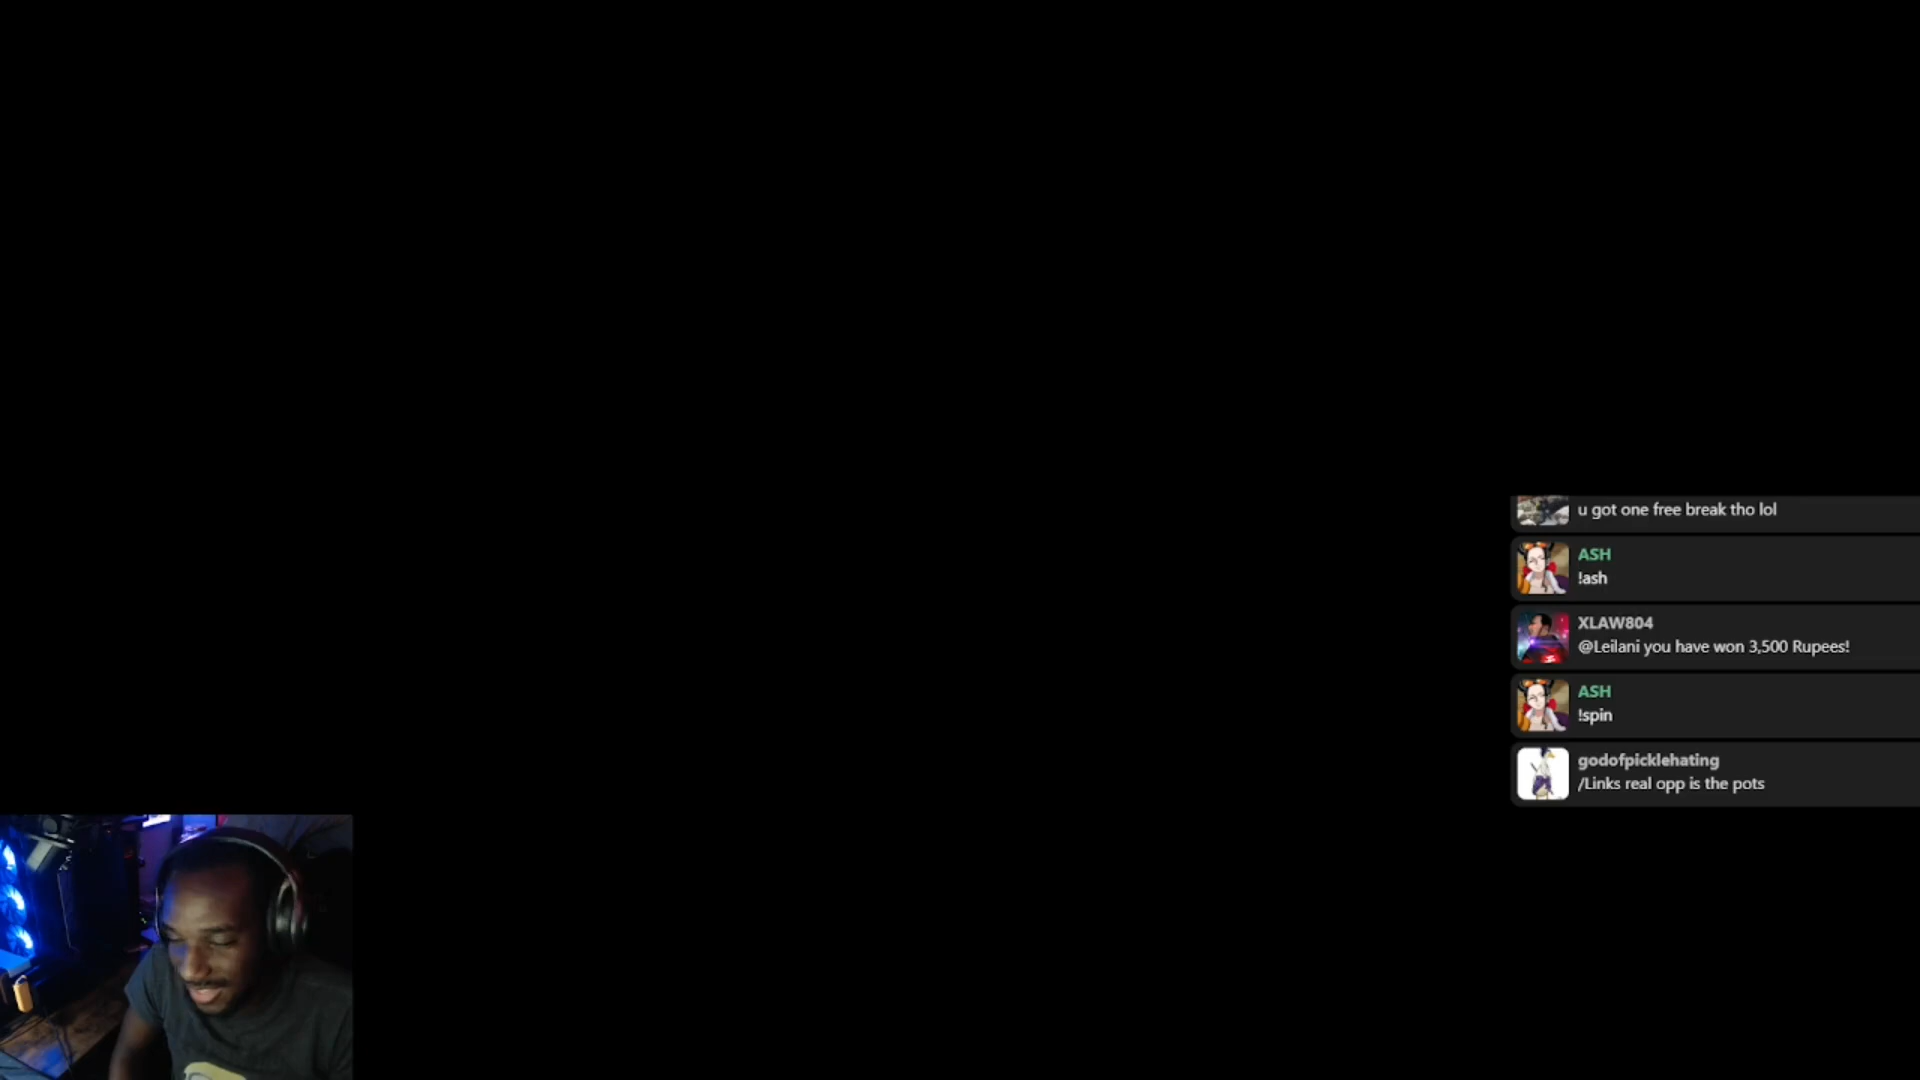 u got one free break tho lol
ASH
!ash
XLAW804
@Leilani you have won 3,500 Rupees!
ASH
!spin
godofpicklehating
/Links real opp is the pots